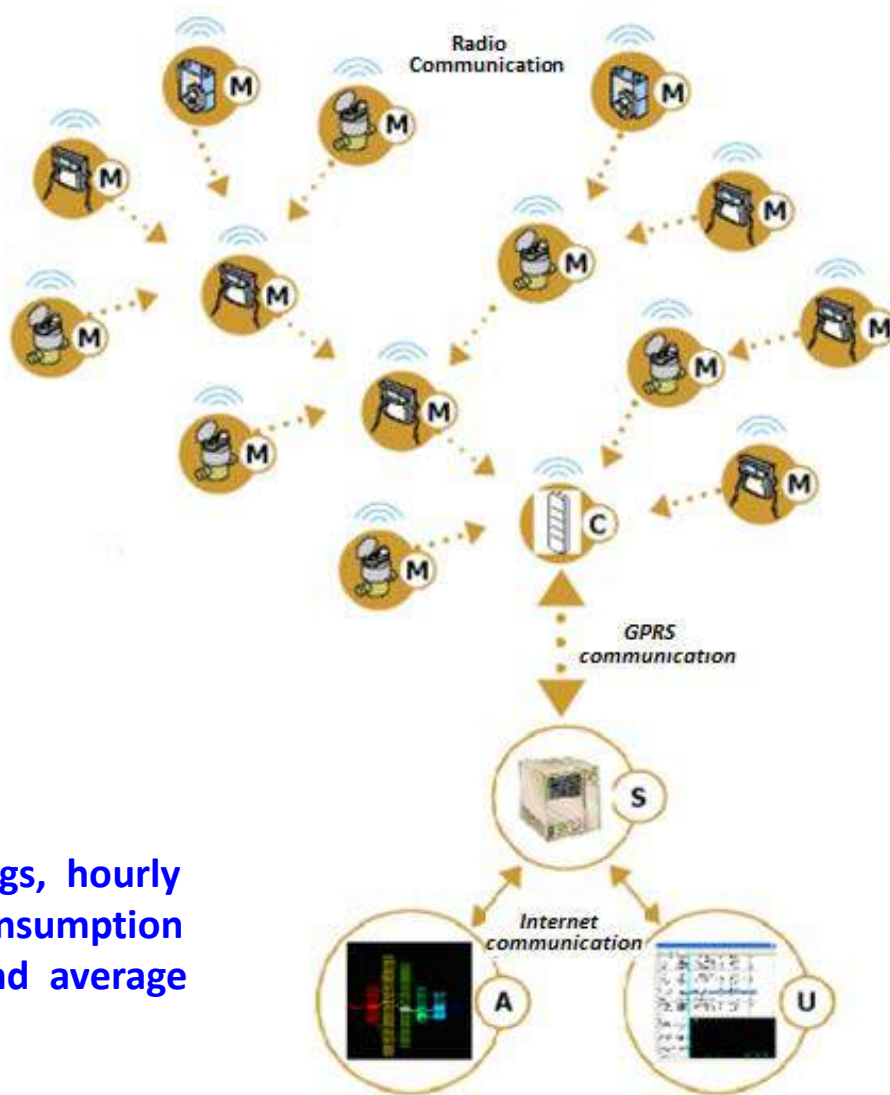 Radio
Communication
M
M
M
M
M
M
M
M
M
M
M
M
M
M
C
M
GPRS
communication
S
gs, hourly
nsumption
nd average
Internet
communication
A
U